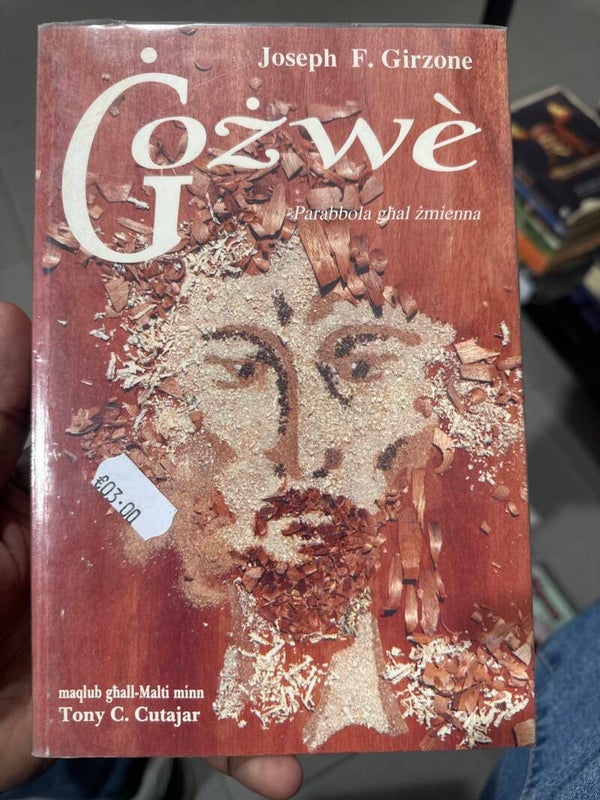 Joseph F. Girzone
Ġożwè
Parabbola għal żmienna
€03.00
maqlub għall-Malti minn
Tony C. Cutajar